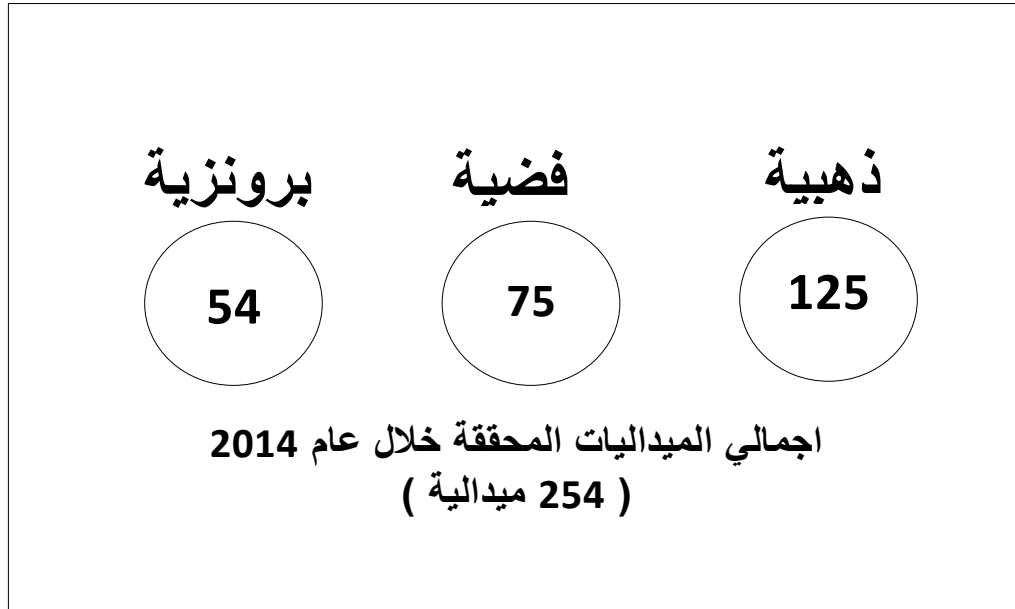 ذهبية فضية برونزية
125 75 54
اجمالي الميداليات المحققة خلال عام 2014
( 254 ميدالية )